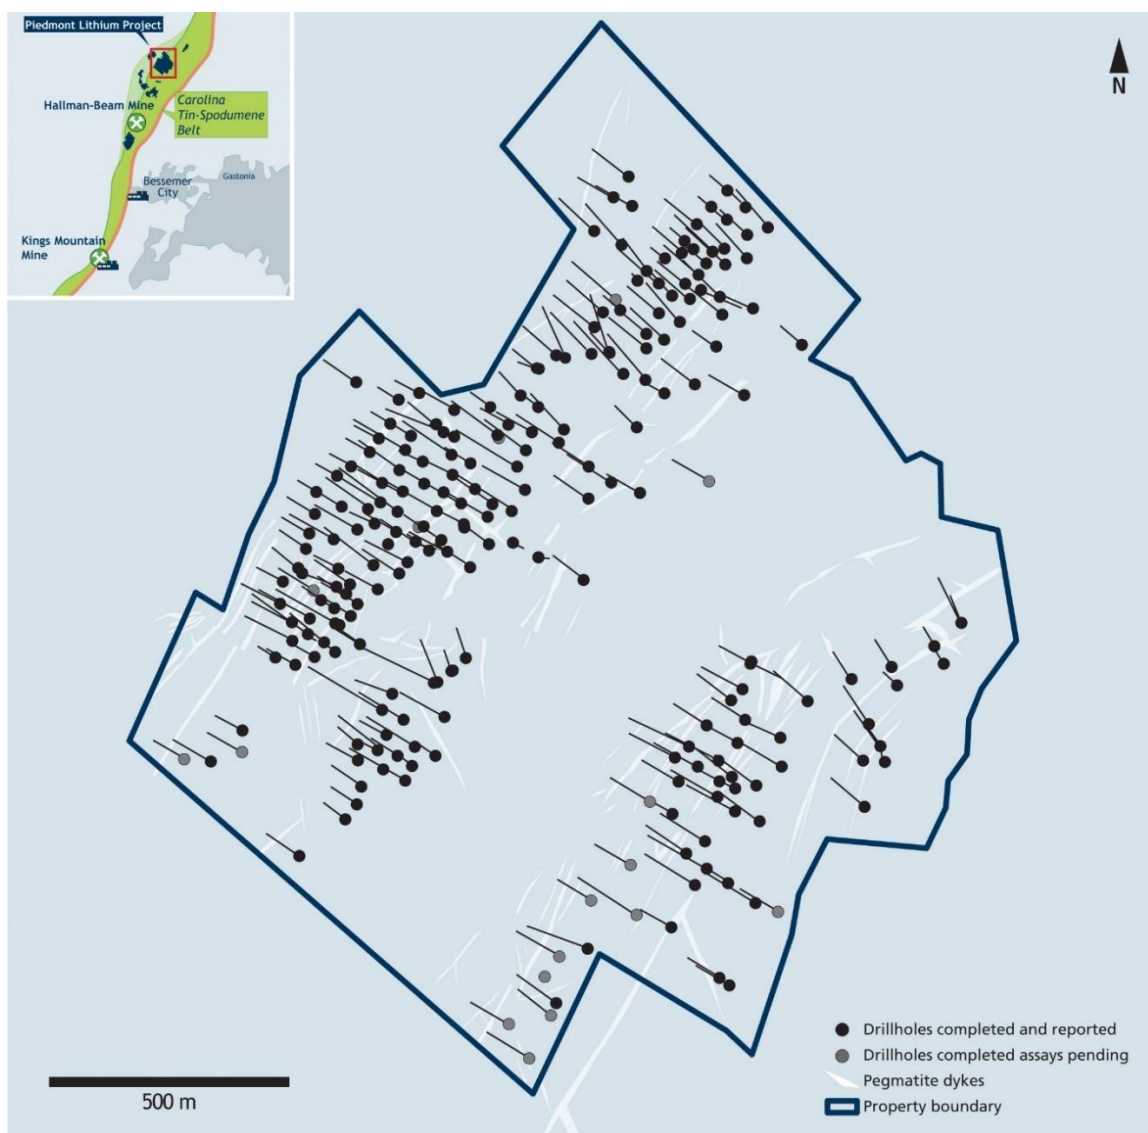 Piedmont Lithium Project
Hallman-Beam Mine
Carolina
Tin-Spodumene
Belt
Bessemer
City
Gastonia
Kings Mountain
Mine
N
Drillholes completed and reported
Drillholes completed assays pending
Pegmatite dykes
Property boundary
500 m